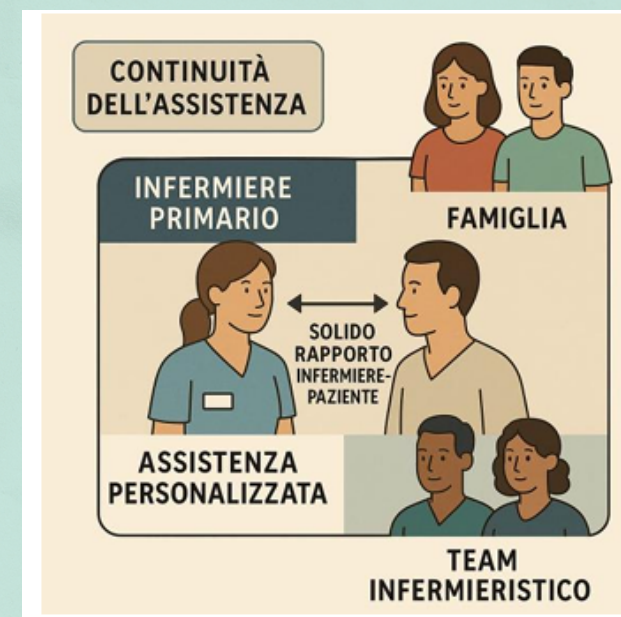 CONTINUITÀ
DELL'ASSISTENZA
INFERMIERE
PRIMARIO
FAMIGLIA
SOLIDO
RAPPORTO
INFERMIERE-
PAZIENTE
ASSISTENZA
PERSONALIZZATA
TEAM
INFERMIERISTICO